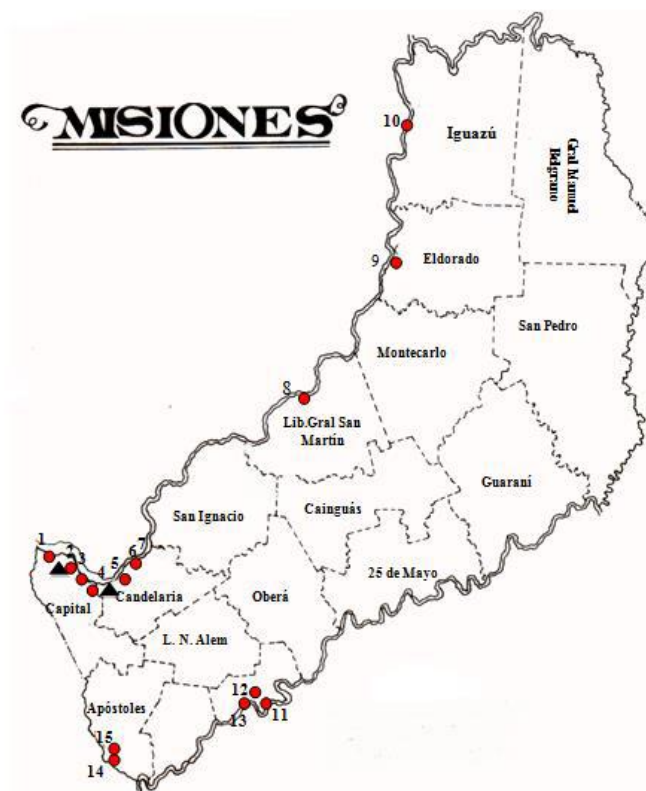 MISIONES
10
Iguazú
Gral. Manuel
Belgrano
9
Eldorado
San Pedro
Montecarlo
8
Lib.Gral San
Martín
Guaraní
Cainguás
San Ignacio
1
2
3
4
5
6
7
25 de Mayo
Candelaria
Oberá
Capital
L. N. Alem
12
13
11
Apóstoles
15
14